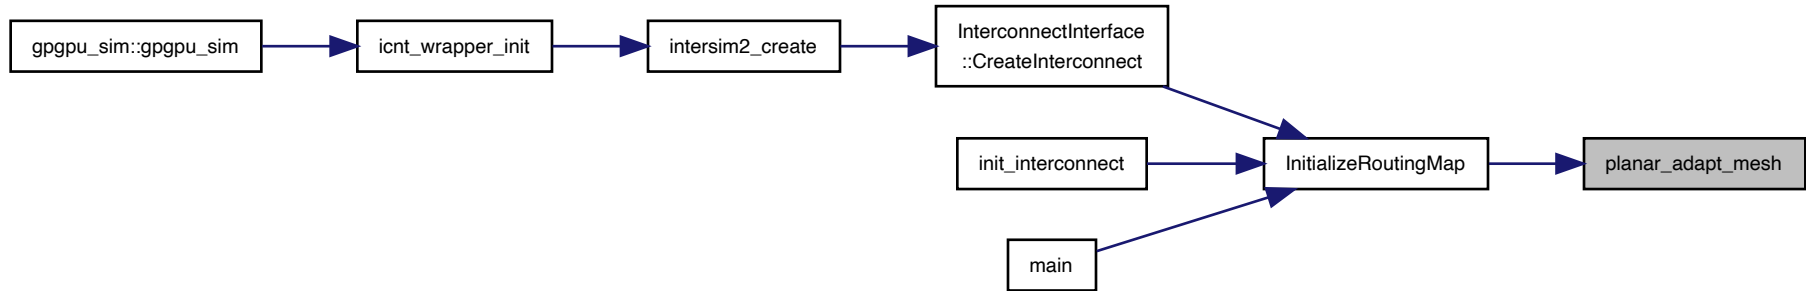 gpgpu_sim::gpgpu_sim
icnt_wrapper_init
intersim2_create
InterconnectInterface
::CreateInterconnect
init_interconnect
InitializeRoutingMap
planar_adapt_mesh
main